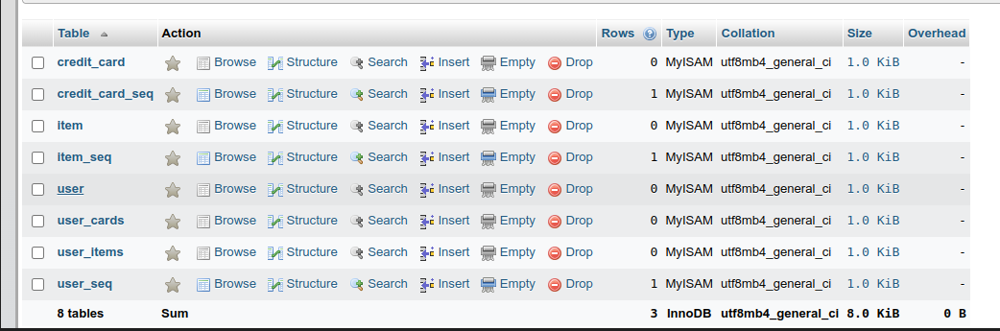 Table Action Rows Type Collation Size Overhead
credit_card Browse Structure Search Insert Empty Drop 0 MyISAM utf8mb4_general_ci 1.0 KiB -
credit_card_seq Browse Structure Search Insert Empty Drop 1 MyISAM utf8mb4_general_ci 1.0 KiB -
item Browse Structure Search Insert Empty Drop 0 MyISAM utf8mb4_general_ci 1.0 KiB -
item_seq Browse Structure Search Insert Empty Drop 1 MyISAM utf8mb4_general_ci 1.0 KiB -
user Browse Structure Search Insert Empty Drop 0 MyISAM utf8mb4_general_ci 1.0 KiB -
user_cards Browse Structure Search Insert Empty Drop 0 MyISAM utf8mb4_general_ci 1.0 KiB -
user_items Browse Structure Search Insert Empty Drop 0 MyISAM utf8mb4_general_ci 1.0 KiB -
user_seq Browse Structure Search Insert Empty Drop 1 MyISAM utf8mb4_general_ci 1.0 KiB -
8 tables Sum 3 InnoDB utf8mb4_general_ci 8.0 KiB 0 B